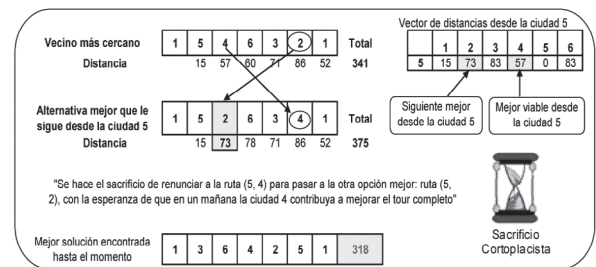 Vecino más cercano 1 5 4 6 3 2 1 Total
Distancia 15 57 60 71 86 52 341
Alternativa mejor que le sigue desde la ciudad 5
1 5 2 6 3 4 1 Total
Distancia 15 73 78 71 86 52 375
Vector de distancias desde la ciudad 5
1 2 3 4 5 6
5 15 73 83 57 0 83
Siguiente mejor
desde la ciudad 5
Mejor viable desde
la ciudad 5
"Se hace el sacrificio de renunciar a la ruta (5, 4) para pasar a la otra opción mejor: ruta (5,
2), con la esperanza de que en un mañana la ciudad 4 contribuya a mejorar el tour completo"
Sacrificio
Cortoplacista
Mejor solución encontrada
hasta el momento
1 3 6 4 2 5 1 318